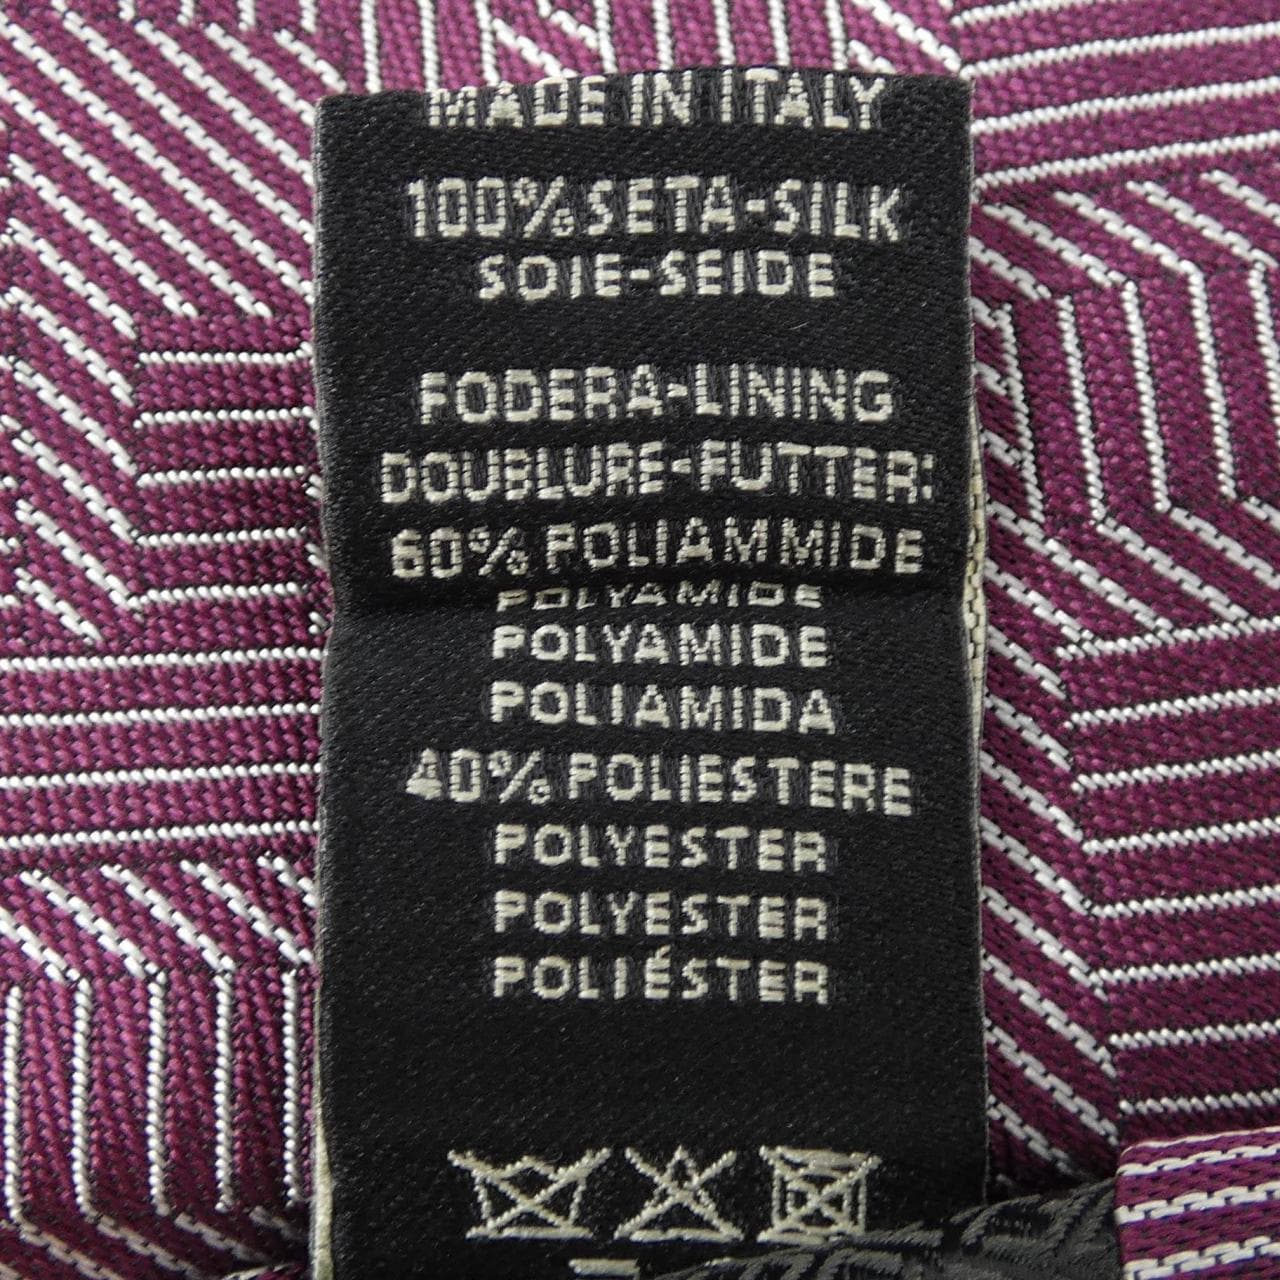 MADE IN ITALY
100% SETA-SILK
SOIE-SEIDE
FODERA-LINING
DOUBLURE-FUTTER:
60% POLIAMMIDE
POLYAMIDE
POLYAMIDE
POLIAMIDA
40% POLIESTERE
POLYESTER
POLYESTER
POLIÉSTER